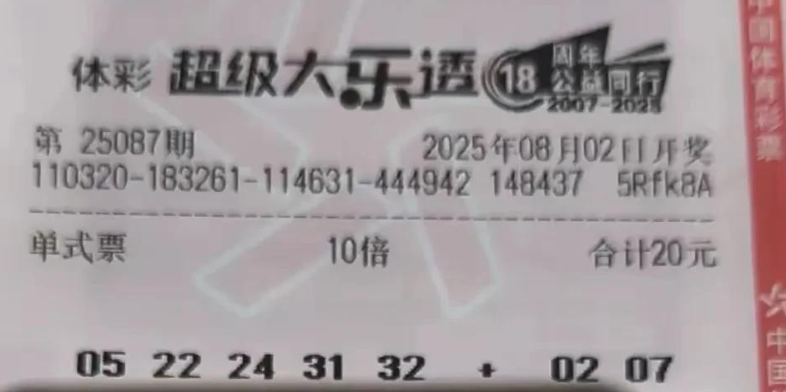 体彩 超级大乐透 18 周年 公益同行 2007-2025
第 25087期 2025年08月02日开奖
110320-183261-114631-444942 148437 5Rfk8A
单式票 10倍 合计20元
05 22 24 31 32 + 02 07
中国体育彩票
中国